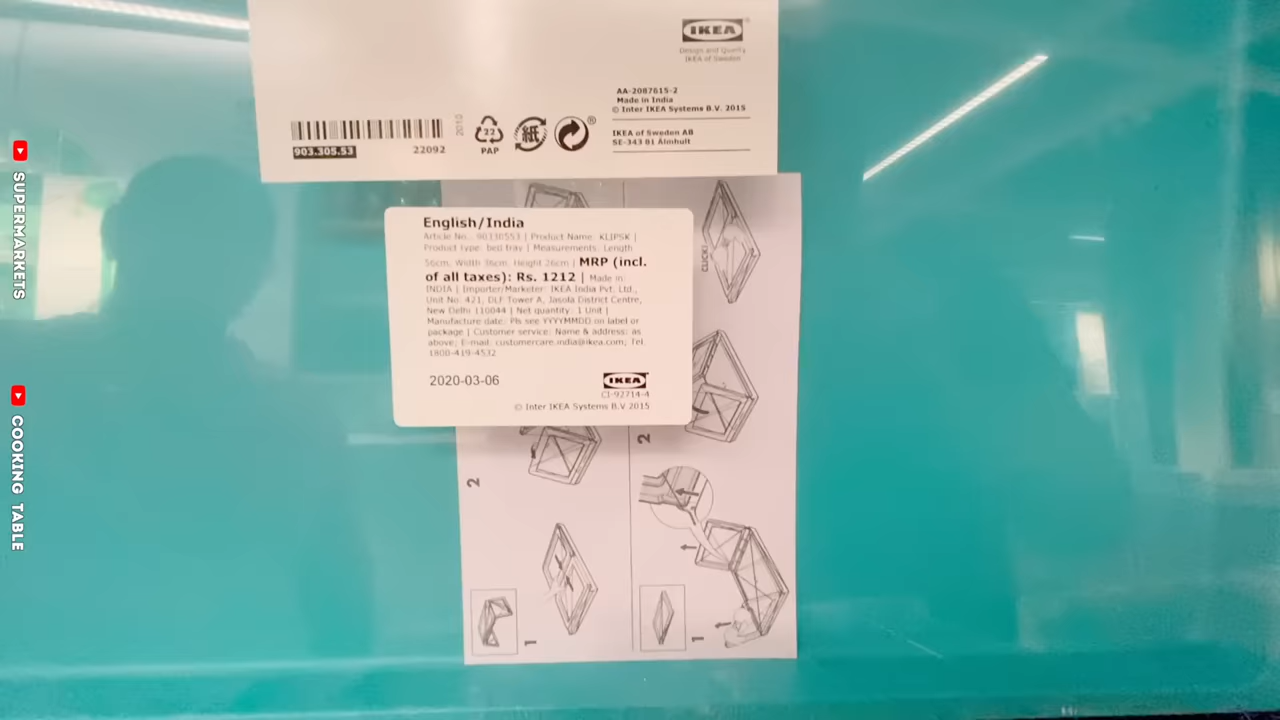 IKEA
®
Design and Quality
IKEA of Sweden
AA-2087615-2
Made in India
© Inter IKEA Systems B.V. 2015
IKEA of Sweden AB
SE-343 81 Älmhult
903.305.53
22092
22
PAP
紙
®
English/India
Article No.: 90330553 | Product Name: KLIPSK |
Product type: bed tray | Measurements: Length
56cm, Width 36cm, Height 26cm | MRP (incl.
of all taxes): Rs. 1212 | Made in:
INDIA | Importer/Marketer: IKEA India Pvt. Ltd.,
Unit No. 421, DLF Tower A, Jasola District Centre,
New Delhi 110044 | Net quantity: 1 Unit |
Manufacture date: Pls see YYYYMMDD on label or
package | Customer service: Name & address: as
above; E-mail: customercare.india@ikea.com; Tel.
1800-419-4532
2020-03-06
IKEA
CI-92714-4
© Inter IKEA Systems B.V. 2015
CLICK!
2
2
1
1
SUPERMARKETS
COOKING TABLE